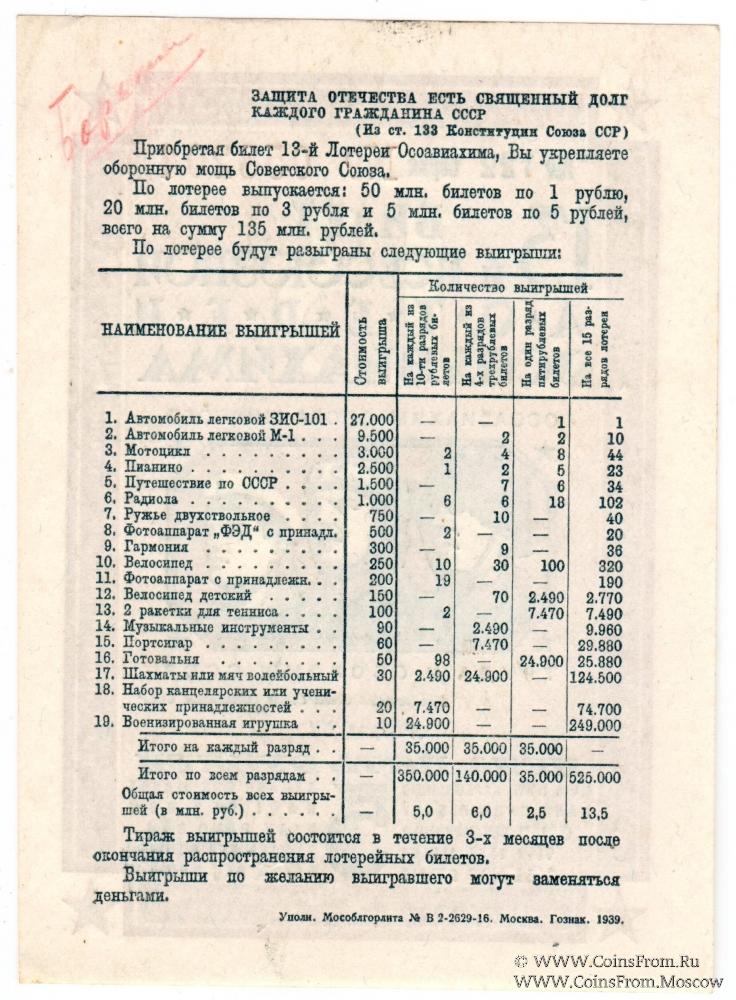 ЗАЩИТА ОТЕЧЕСТВА ЕСТЬ СВЯЩЕННЫЙ ДОЛГ
КАЖДОГО ГРАЖДАНИНА СССР
(Из ст. 133 Конституции Союза ССР)
Приобретая билет 13-й Лотереи Осоавиахима, Вы укрепляете
оборонную мощь Советского Союза.
По лотерее выпускается: 50 млн. билетов по 1 рублю,
20 млн. билетов по 3 рубля и 5 млн. билетов по 5 рублей,
всего на сумму 135 млн. рублей.
По лотерее будут разыграны следующие выигрыши:
НАИМЕНОВАНИЕ ВЫИГРЫШЕЙ
Стоимость
выигрыша
Количество выигрышей
На каждый из
10-ти разрядов
рублевых би-
летов
На каждый из
4-х разрядов
трехрублевых
билетов
На один разряд
пятирублевых
билетов
На все 15 раз-
рядов лотереи
1. Автомобиль легковой ЗИС-101 . 27.000 — — 1 1
2. Автомобиль легковой М-1 . . . 9.500 — 2 2 10
3. Мотоцикл . . . . . . . . . 3.000 2 4 8 44
4. Пианино . . . . . . . . . 2.500 1 2 5 23
5. Путешествие по СССР . . . . 1.500 — 7 6 34
6. Радиола . . . . . . . . . . 1.000 6 6 18 102
7. Ружье двухствольное . . . . 750 — 10 — 40
8. Фотоаппарат „ФЭД“ с принадл. 500 2 — — 20
9. Гармония . . . . . . . . . 300 — 9 — 36
10. Велосипед . . . . . . . . . 250 10 30 100 320
11. Фотоаппарат с принадлежн. . . 200 19 — — 190
12. Велосипед детский . . . . . 150 — 70 2.490 2.770
13. 2 ракетки для тенниса . . . . 100 2 — 7.470 7.490
14. Музыкальные инструменты . . 90 — 2.490 — 9.960
15. Портсигар . . . . . . . . . 60 — 7.470 — 29.880
16. Готовальня . . . . . . . . 50 98 — 24.900 25.880
17. Шахматы или мяч волейбольный 30 2.490 24.900 — 124.500
18. Набор канцелярских или учени-
ческих принадлежностей . . . 20 7.470 — — 74.700
19. Военизированная игрушка . . 10 24.900 — — 249.000
Итого на каждый разряд . . — 35.000 35.000 35.000 —
Итого по всем разрядам . . — 350.000 140.000 35.000 525.000
Общая стоимость всех выигры-
шей (в млн. руб.) . . . . . . — 5,0 6,0 2,5 13,5
Тираж выигрышей состоится в течение 3-х месяцев после
окончания распространения лотерейных билетов.
Выигрыши по желанию выигравшего могут заменяться
деньгами.
Уполн. Мособлгорлита № В 2-2629-16. Москва. Гознак. 1939.
© WWW.CoinsFrom.Ru
WWW.CoinsFrom.Moscow